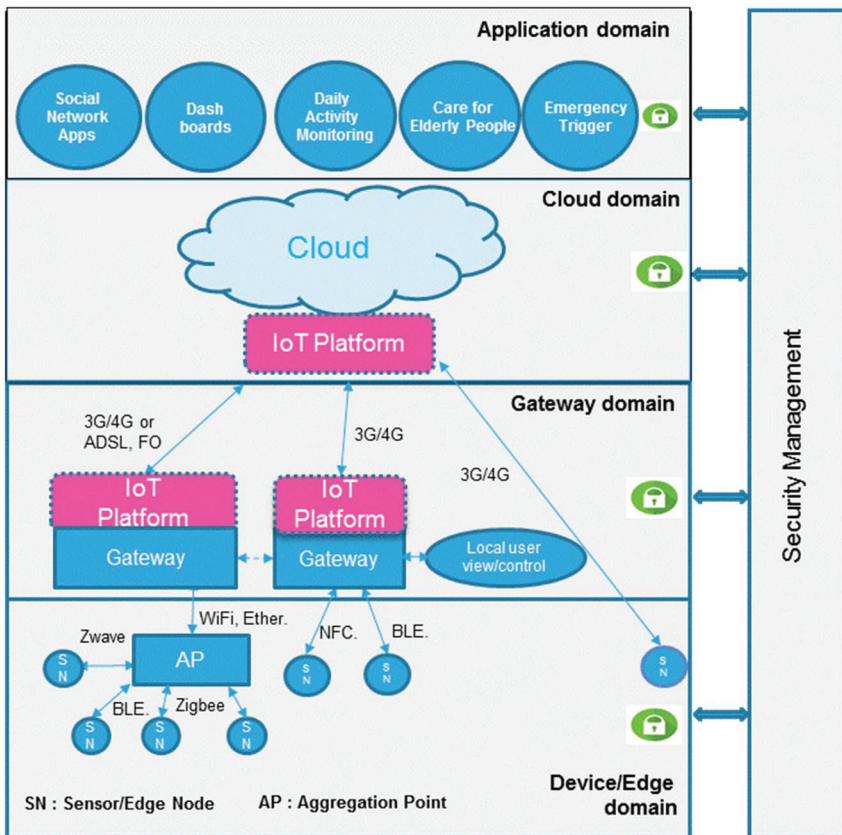 Application domain
Social
Network
Apps
Dash
boards
Daily
Activity
Monitoring
Care for
Elderly People
Emergency
Trigger
Cloud domain
Cloud
IoT Platform
Gateway domain
3G/4G or
ADSL, FO
3G/4G
3G/4G
IoT
Platform
IoT
Platform
Gateway
Gateway
Local user
view/control
WiFi, Ether.
Zwave
AP
NFC.
BLE.
S
N
S
N
S
N
S
N
BLE.
Zigbee
S
N
S
N
S
N
Device/Edge
domain
SN : Sensor/Edge Node
AP : Aggregation Point
Security Management